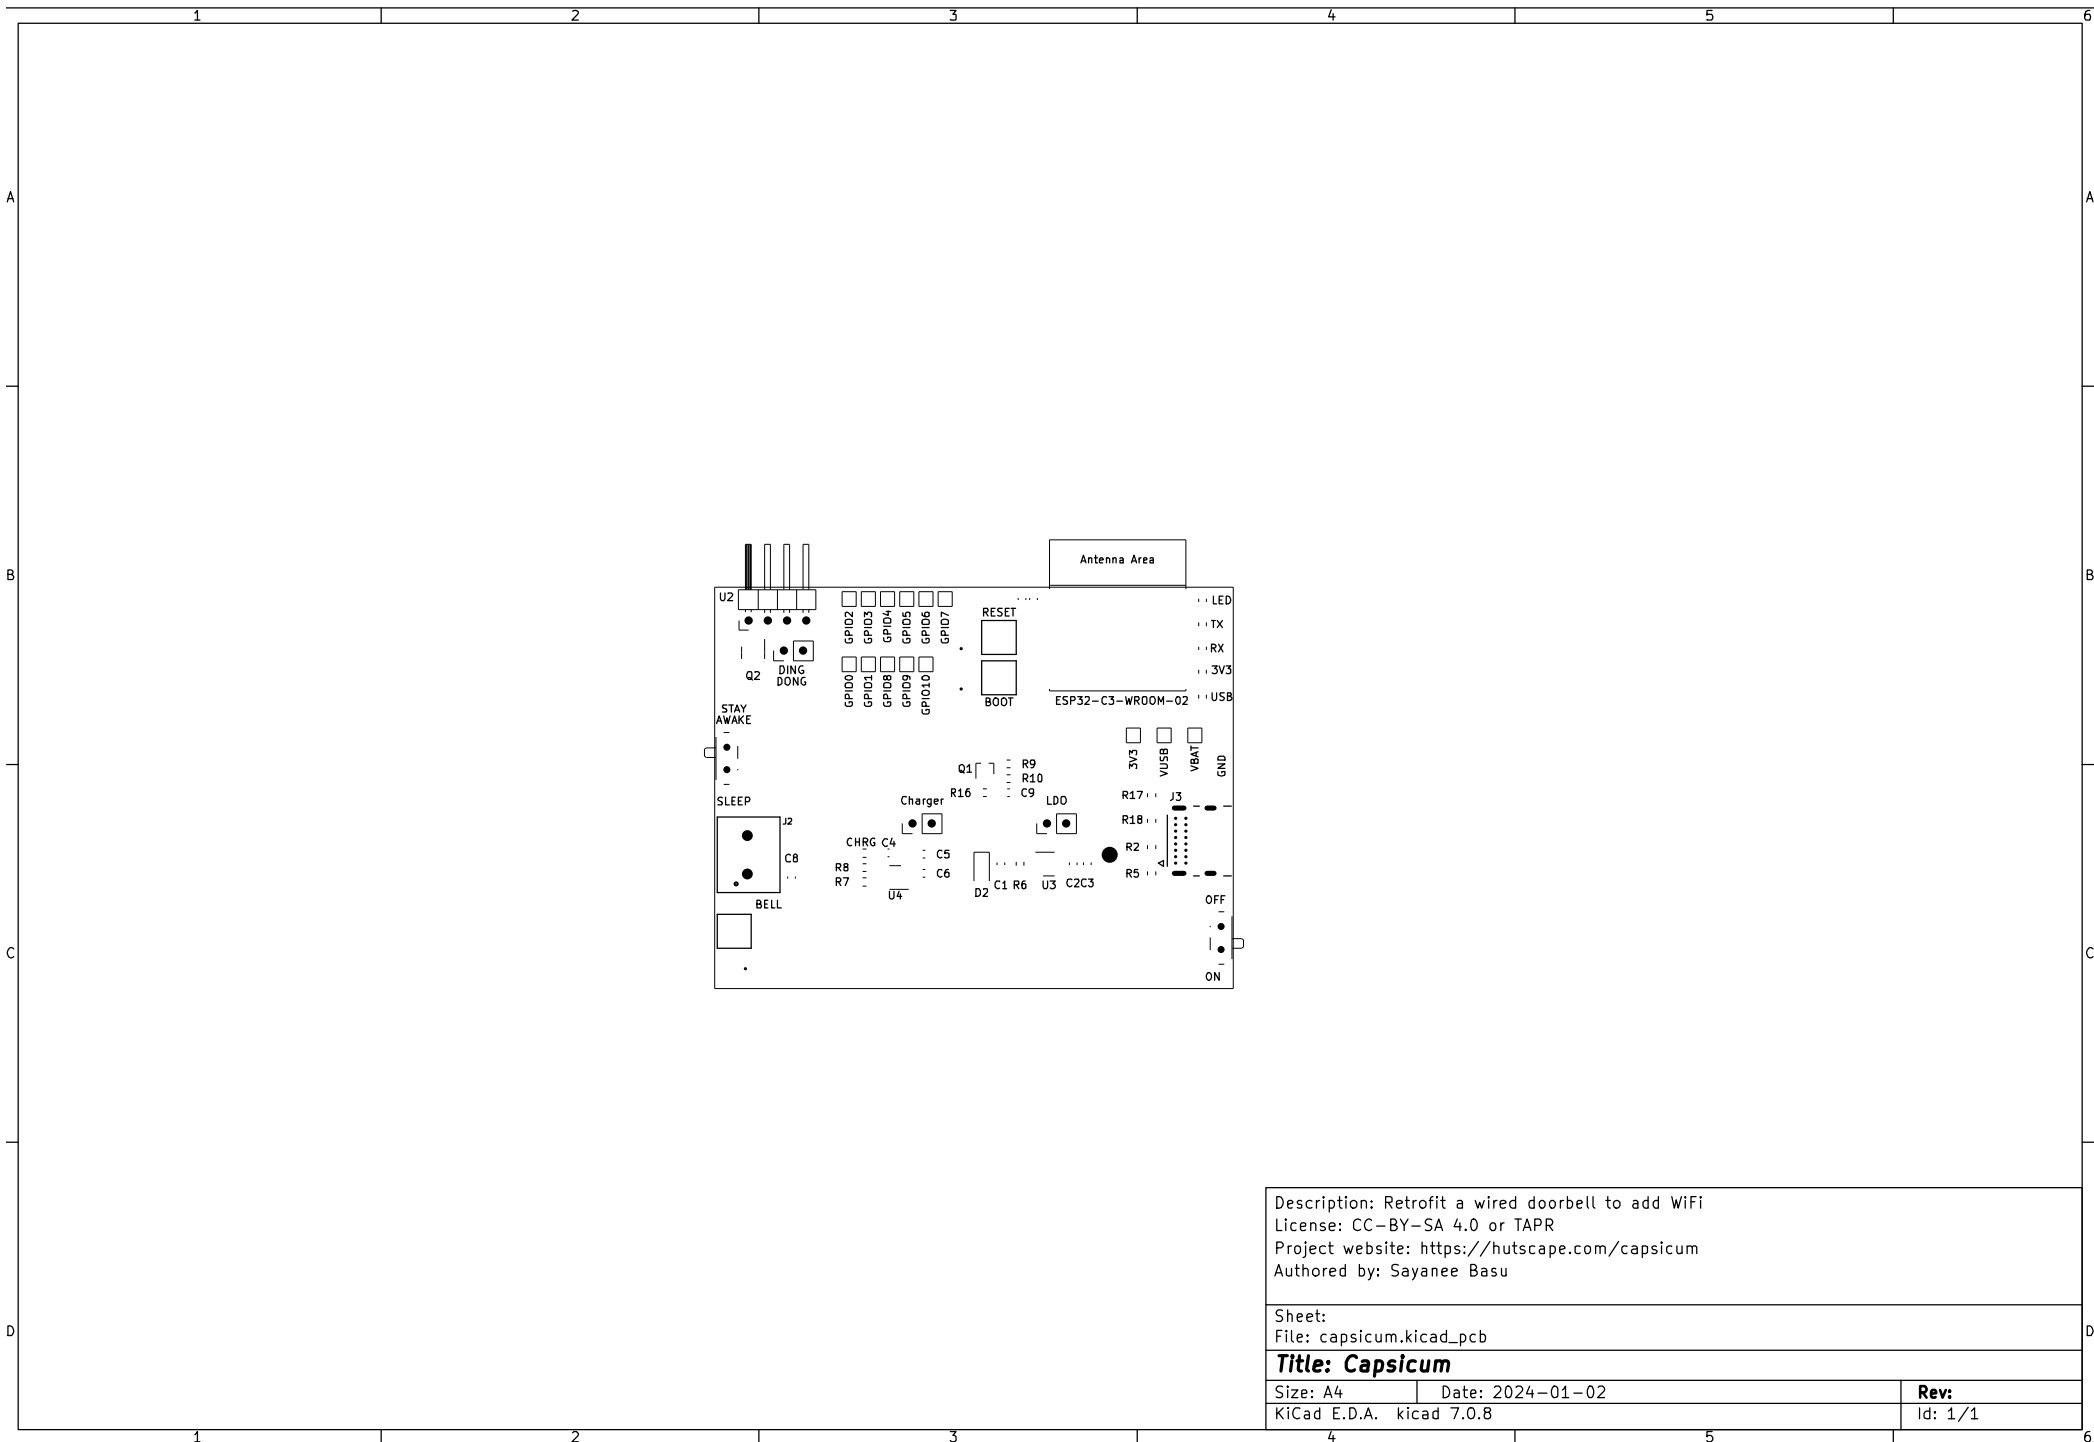 1 2 3 4 5 6
A A
Antenna Area
B B
U2
LED
RESET
TX
GPIO2 GPIO3 GPIO4 GPIO5 GPIO6 GPIO7
RX
DING
DONG
Q2
3V3
GPIO0 GPIO1 GPIO8 GPIO9 GPIO10
BOOT
ESP32-C3-WROOM-02
USB
STAY
AWAKE
3V3 VUSB VBAT GND
Q1 R9
R10
R16 C9
SLEEP
Charger
LDO
R17 J3
J2
R18
CHRG C4
R2
C8
C5
R8
C6
R5
R7
U4
D2
C1 R6 U3 C2C3
BELL
OFF
C C
ON
Description: Retrofit a wired doorbell to add WiFi
License: CC-BY-SA 4.0 or TAPR
Project website: https://hutscape.com/capsicum
Authored by: Sayanee Basu
Sheet:
File: capsicum.kicad_pcb
D D
Title: Capsicum
Size: A4 Date: 2024-01-02 Rev:
KiCad E.D.A. kicad 7.0.8 Id: 1/1
1 2 3 4 5 6